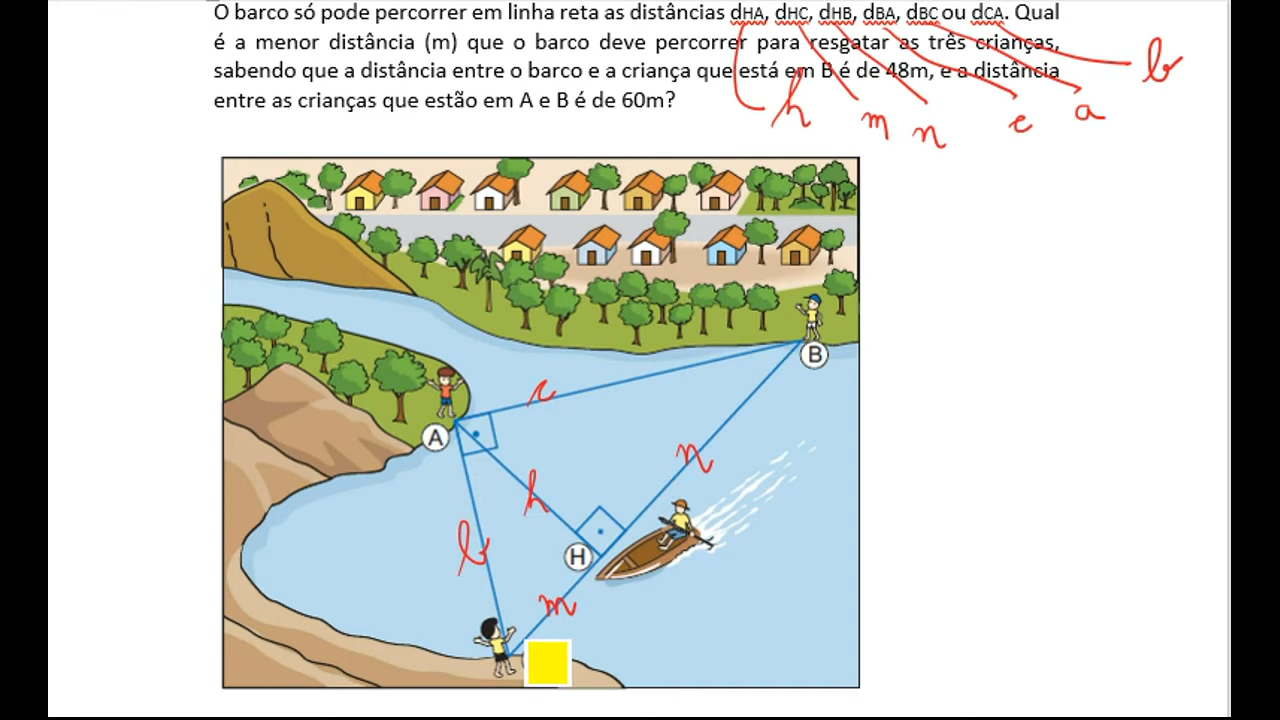 O barco só pode percorrer em linha reta as distâncias dHA, dHC, dHB, dBA, dBC ou dCA. Qual
é a menor distância (m) que o barco deve percorrer para resgatar as três crianças,
sabendo que a distância entre o barco e a criança que está em B é de 48m, e a distância
entre as crianças que estão em A e B é de 60m?
b
h
m
n
c
a
B
c
A
n
h
b
H
m